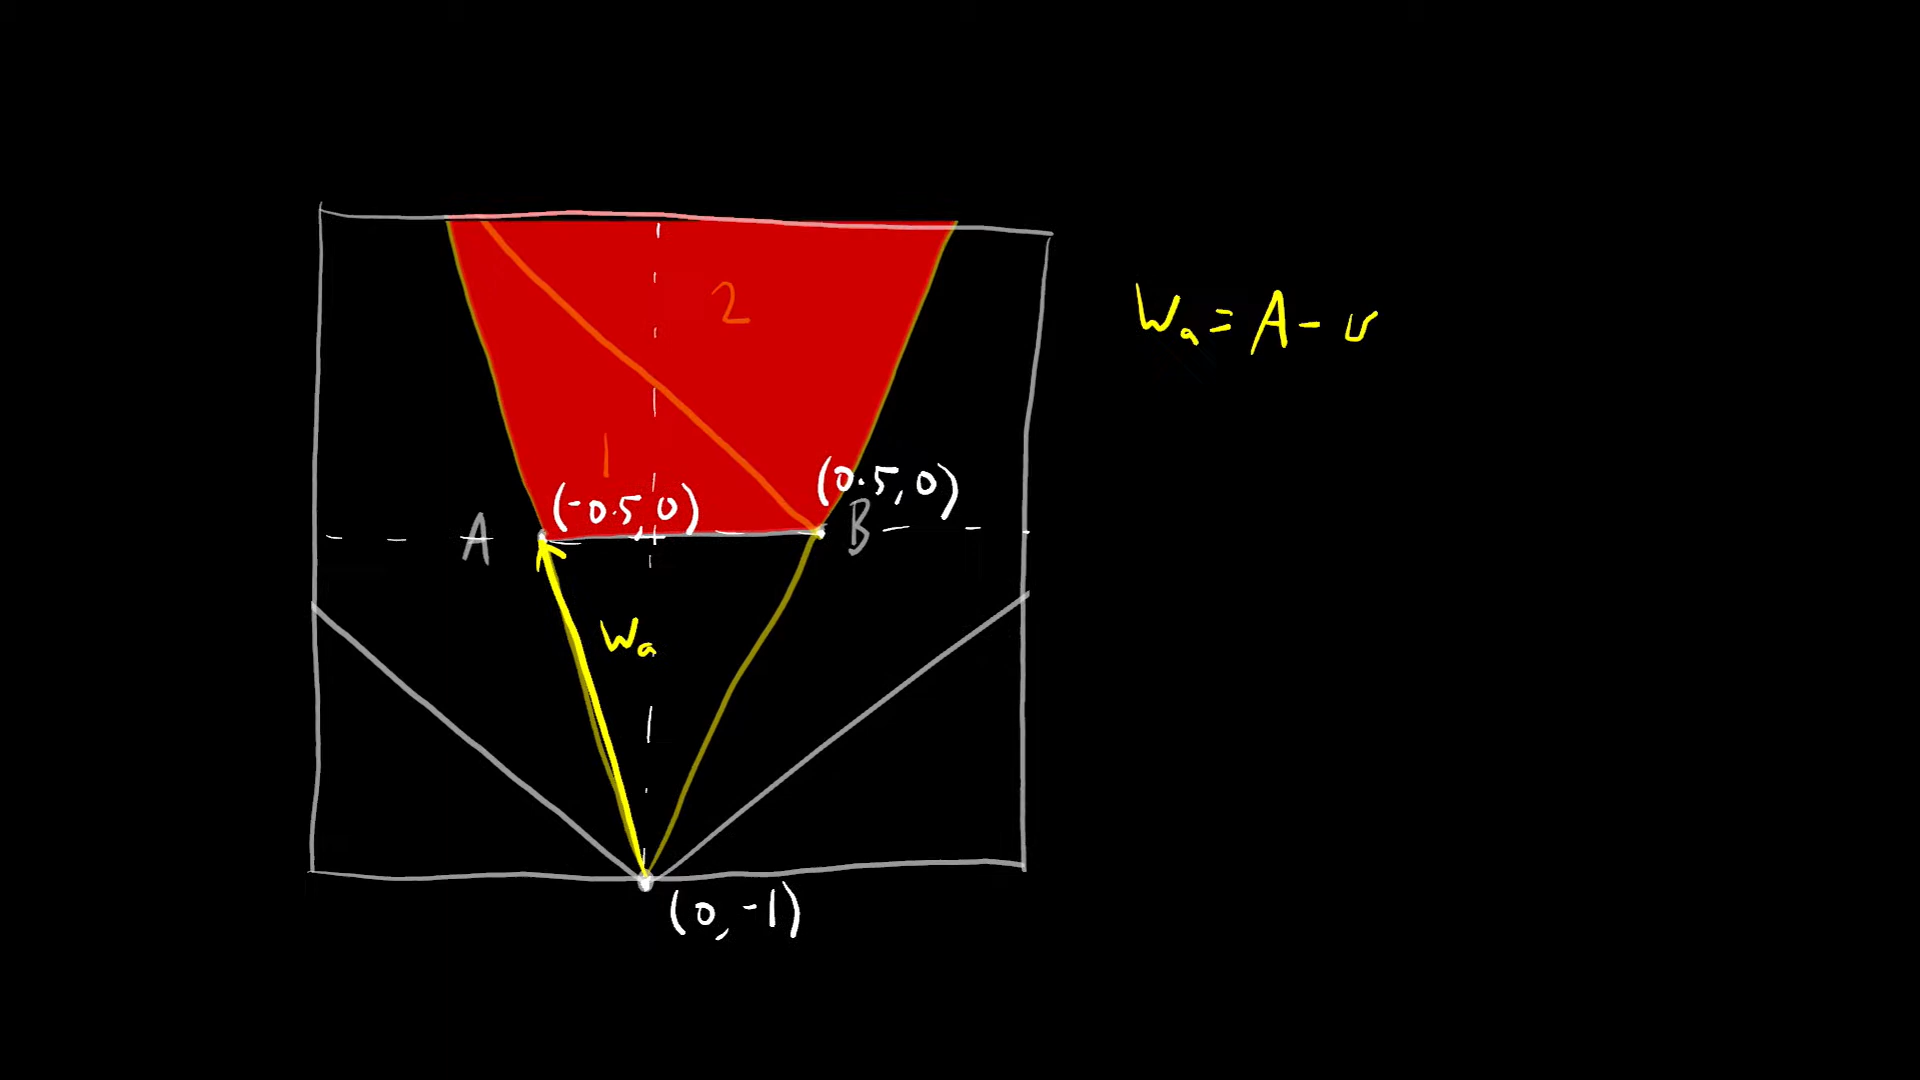 2
Wa = A - v
1
(0.5, 0)
(-0.5, 0)
A
B
Wa
(0, -1)